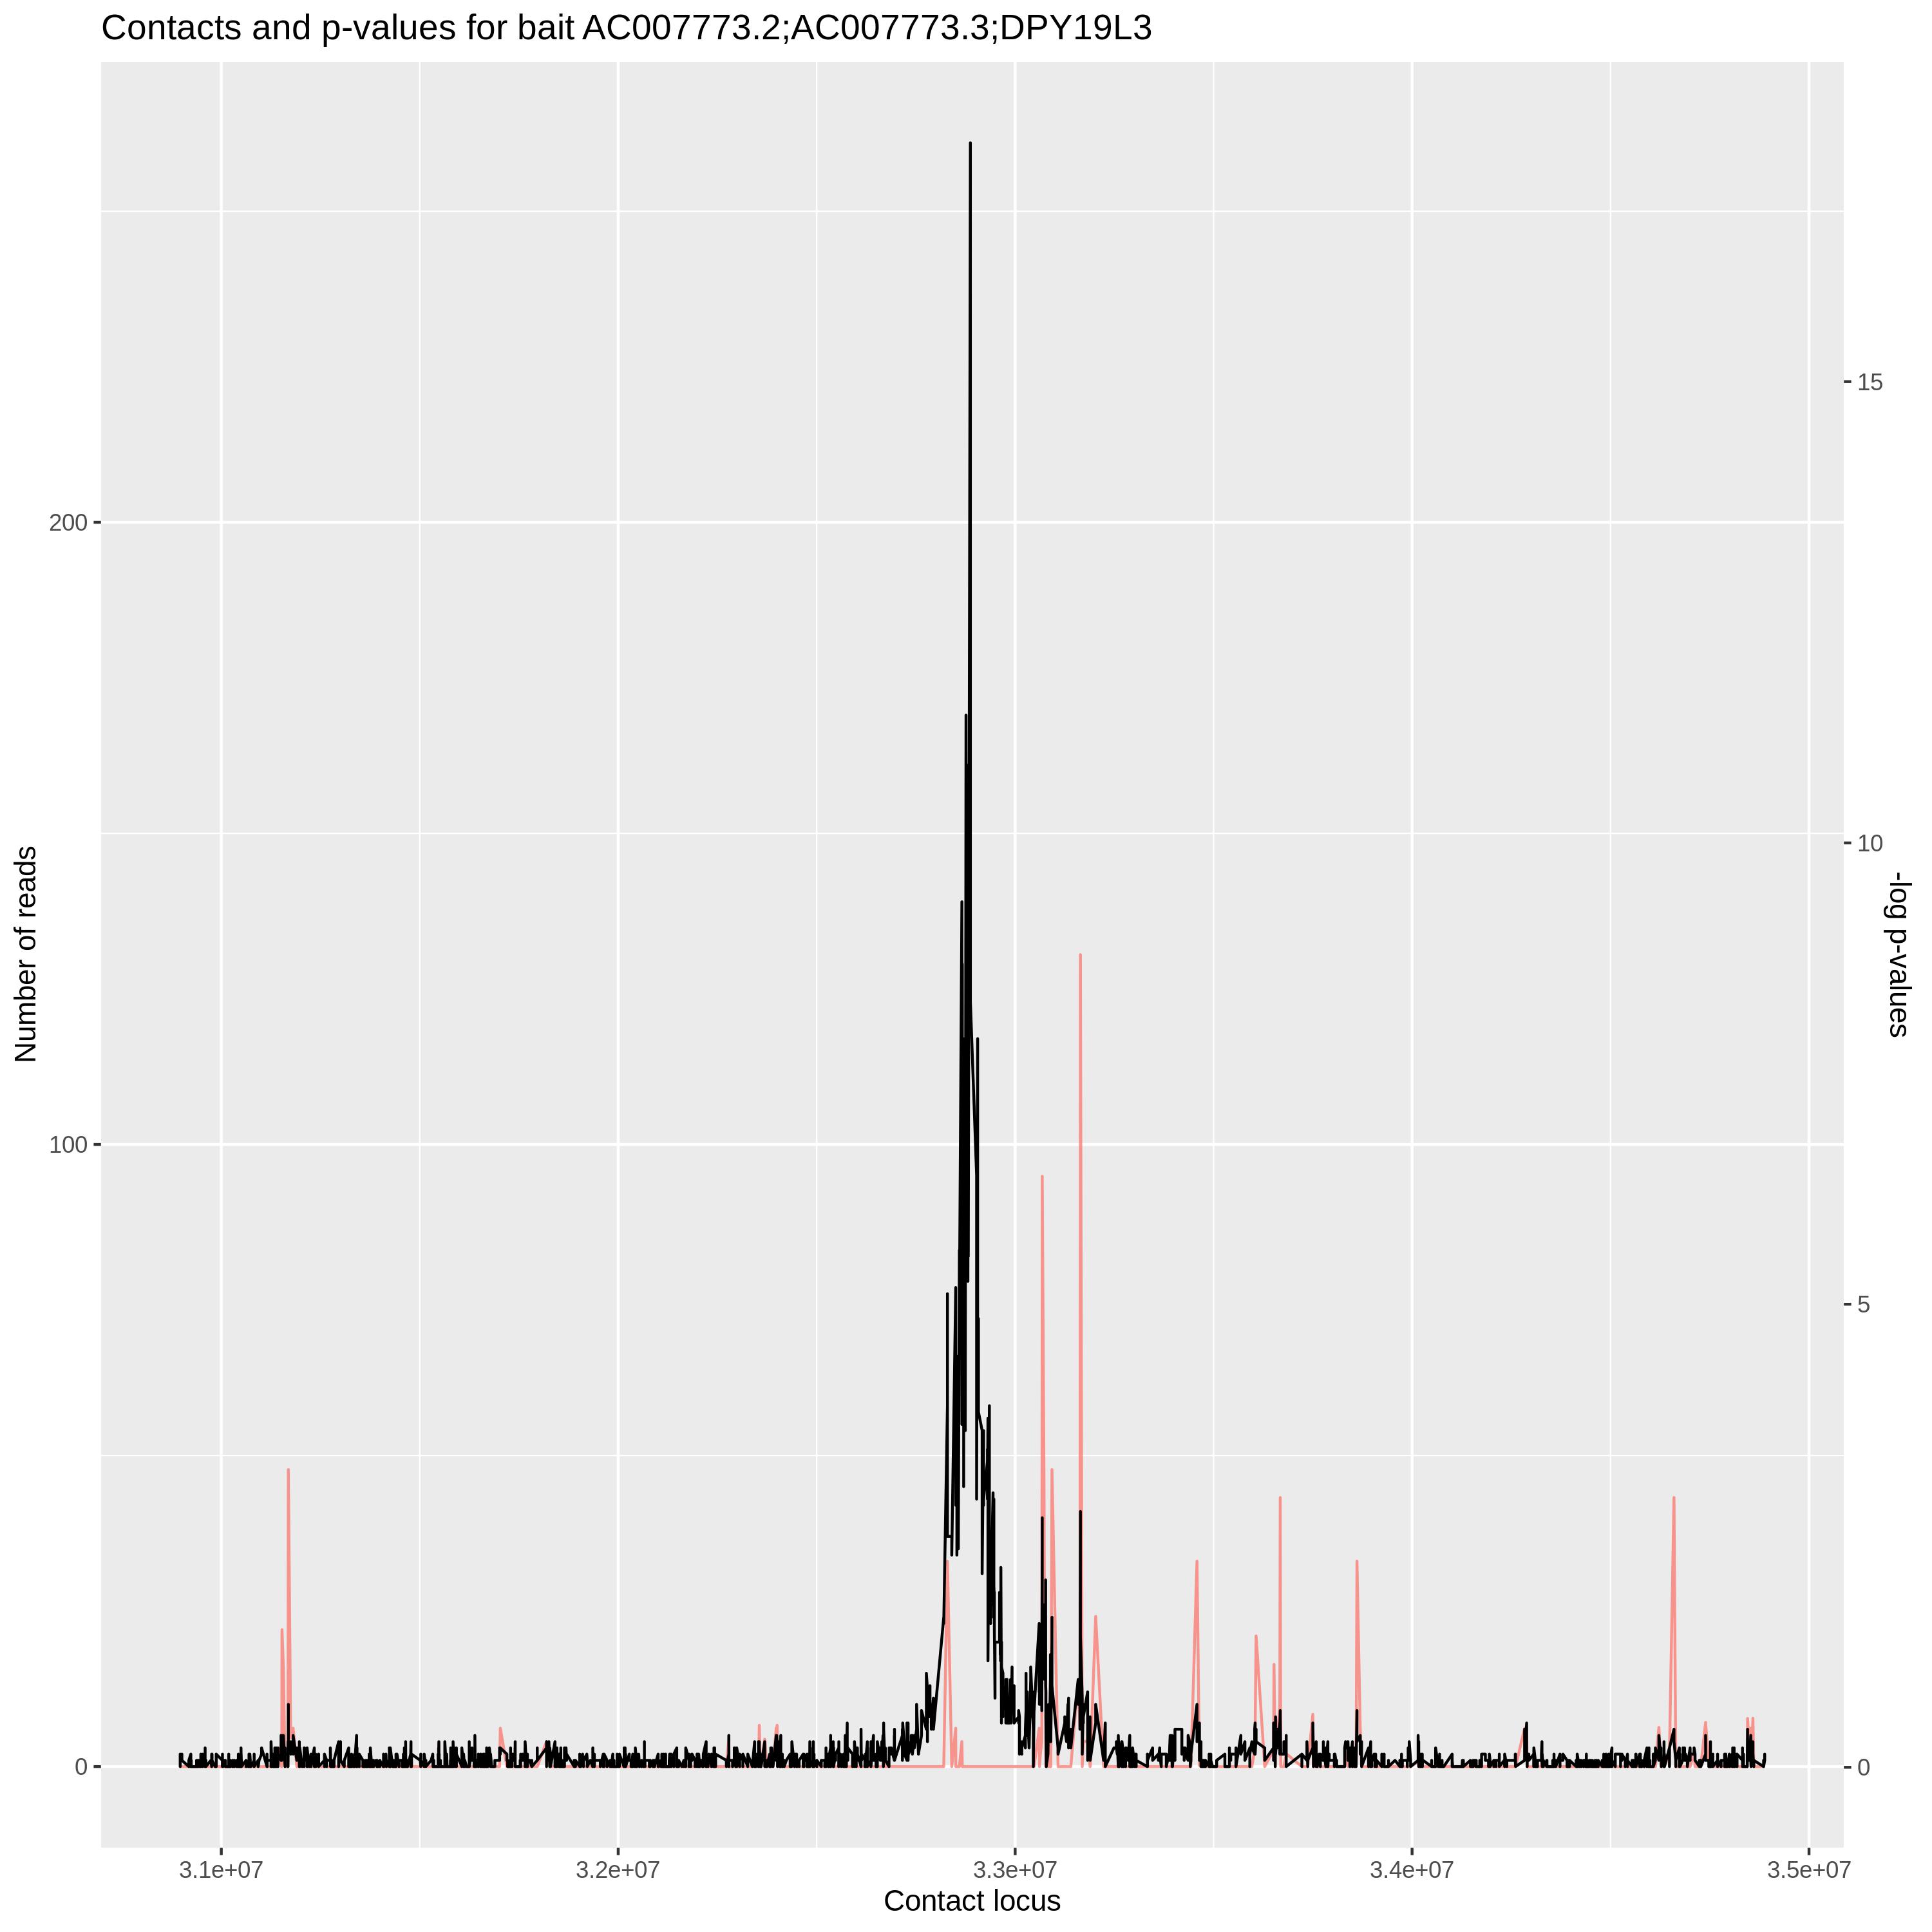 Contacts and p-values for bait AC007773.2;AC007773.3;DPY19L3
Number of reads
200
100
0
15
10
5
0
-log p-values
3.1e+07
3.2e+07
3.3e+07
3.4e+07
3.5e+07
Contact locus